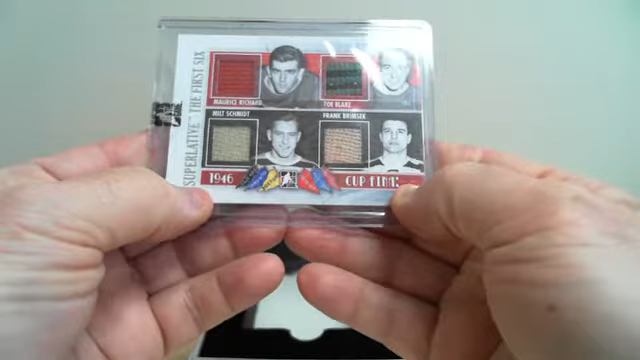 SUPERLATIVE THE FIRST SIX
MAURICE RICHARD
TOE BLAKE
MILT SCHMIDT
FRANK BRIMSEK
1946
CUP FINAL